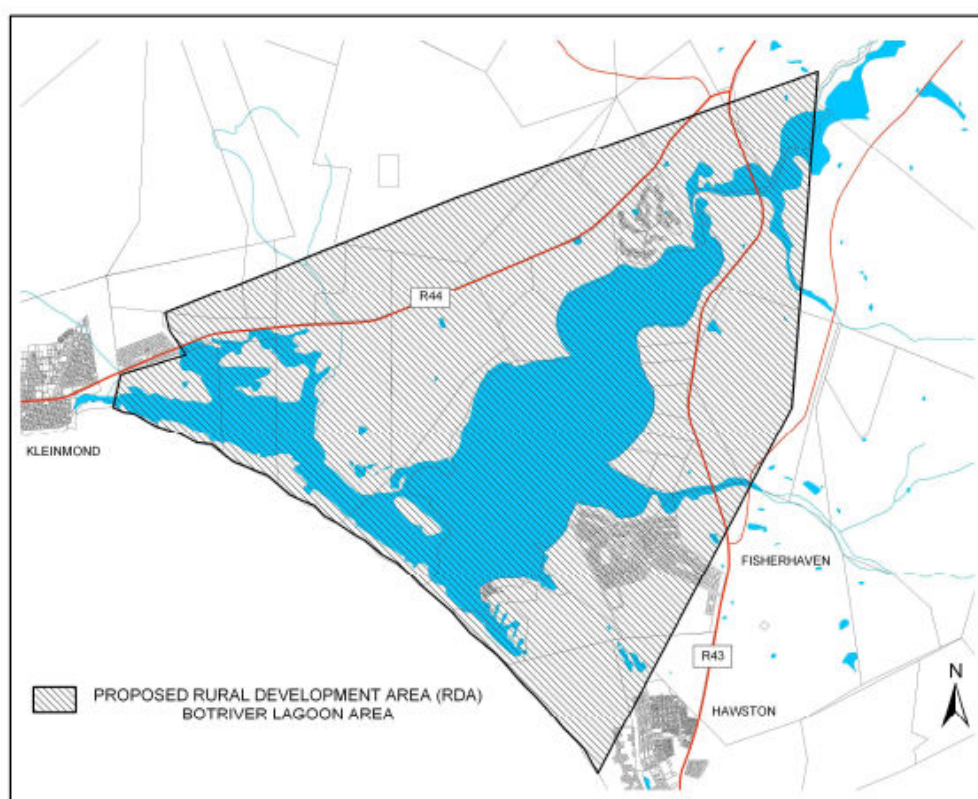 N
R44
KLEINMOND
FISHERHAVEN
R43
PROPOSED RURAL DEVELOPMENT AREA (RDA)
BOTRIVER LAGOON AREA
HAWSTON